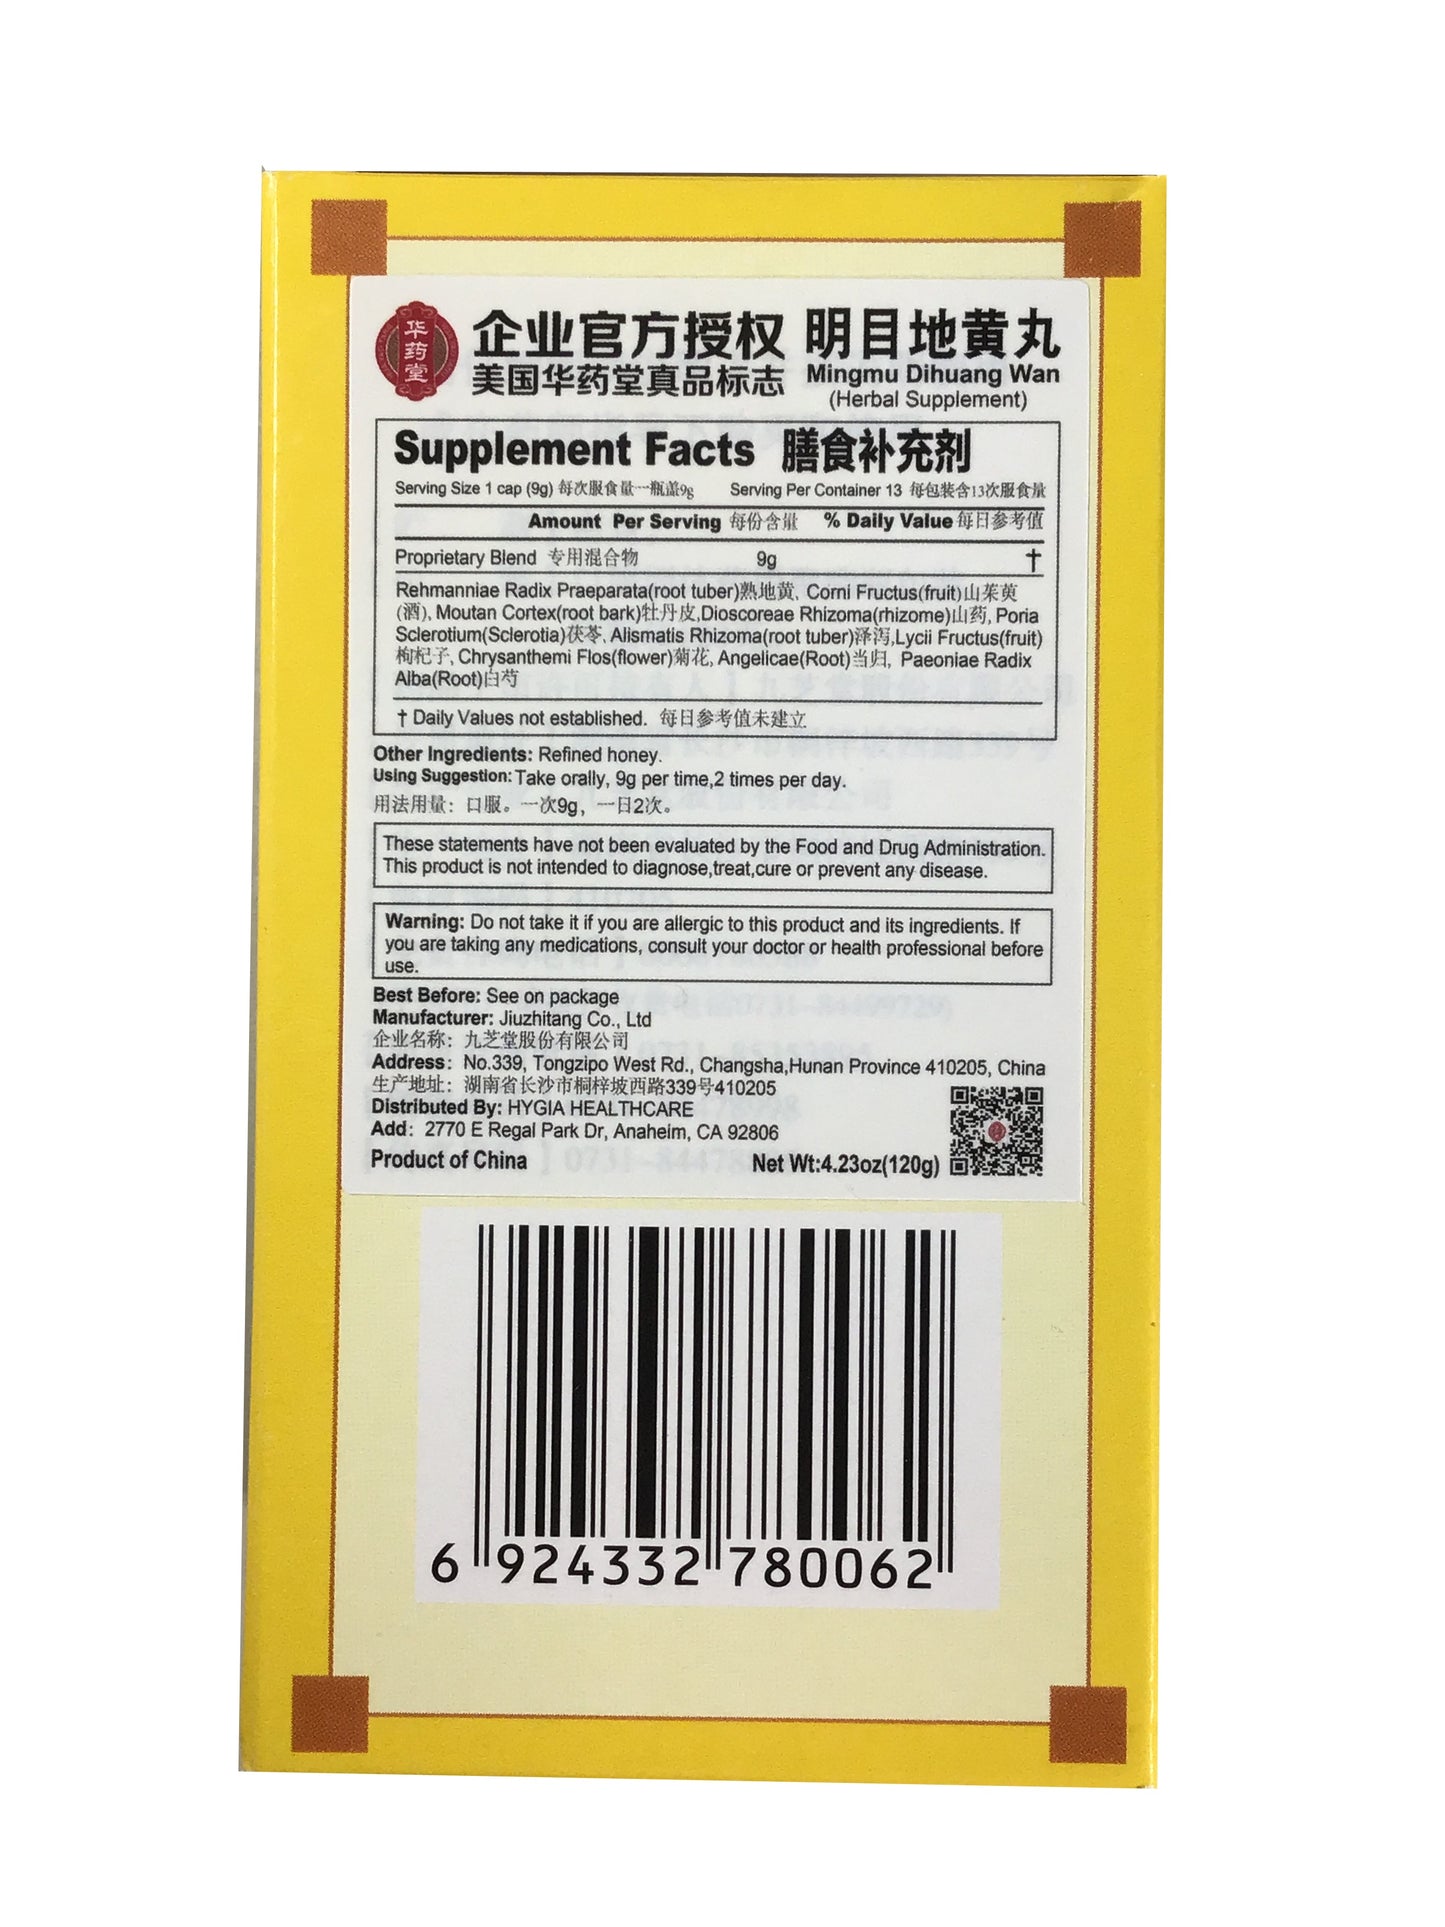 华药堂
企业官方授权 明目地黄丸
美国华药堂真品标志 Mingmu Dihuang Wan
(Herbal Supplement)
Supplement Facts 膳食补充剂
Serving Size 1 cap (9g) 每次服食量一瓶盖9g Serving Per Container 13 每包装含13次服食量
Amount Per Serving 每份含量 % Daily Value 每日参考值
Proprietary Blend 专用混合物 9g †
Rehmanniae Radix Praeparata(root tuber)熟地黄, Corni Fructus(fruit)山茱萸
(酒), Moutan Cortex(root bark)牡丹皮,Dioscoreae Rhizoma(rhizome)山药, Poria
Sclerotium(Sclerotia)茯苓, Alismatis Rhizoma(root tuber)泽泻,Lycii Fructus(fruit)
枸杞子, Chrysanthemi Flos(flower)菊花, Angelicae(Root)当归, Paeoniae Radix
Alba(Root)白芍
† Daily Values not established. 每日参考值未建立
Other Ingredients: Refined honey.
Using Suggestion: Take orally, 9g per time,2 times per day.
用法用量：口服。一次9g，一日2次。
These statements have not been evaluated by the Food and Drug Administration.
This product is not intended to diagnose,treat,cure or prevent any disease.
Warning: Do not take it if you are allergic to this product and its ingredients. If
you are taking any medications, consult your doctor or health professional before
use.
Best Before: See on package
Manufacturer: Jiuzhitang Co., Ltd
企业名称：九芝堂股份有限公司
Address：No.339, Tongzipo West Rd., Changsha,Hunan Province 410205, China
生产地址：湖南省长沙市桐梓坡西路339号410205
Distributed By: HYGIA HEALTHCARE
Add：2770 E Regal Park Dr, Anaheim, CA 92806
Product of China Net Wt:4.23oz(120g)
6 924332 780062